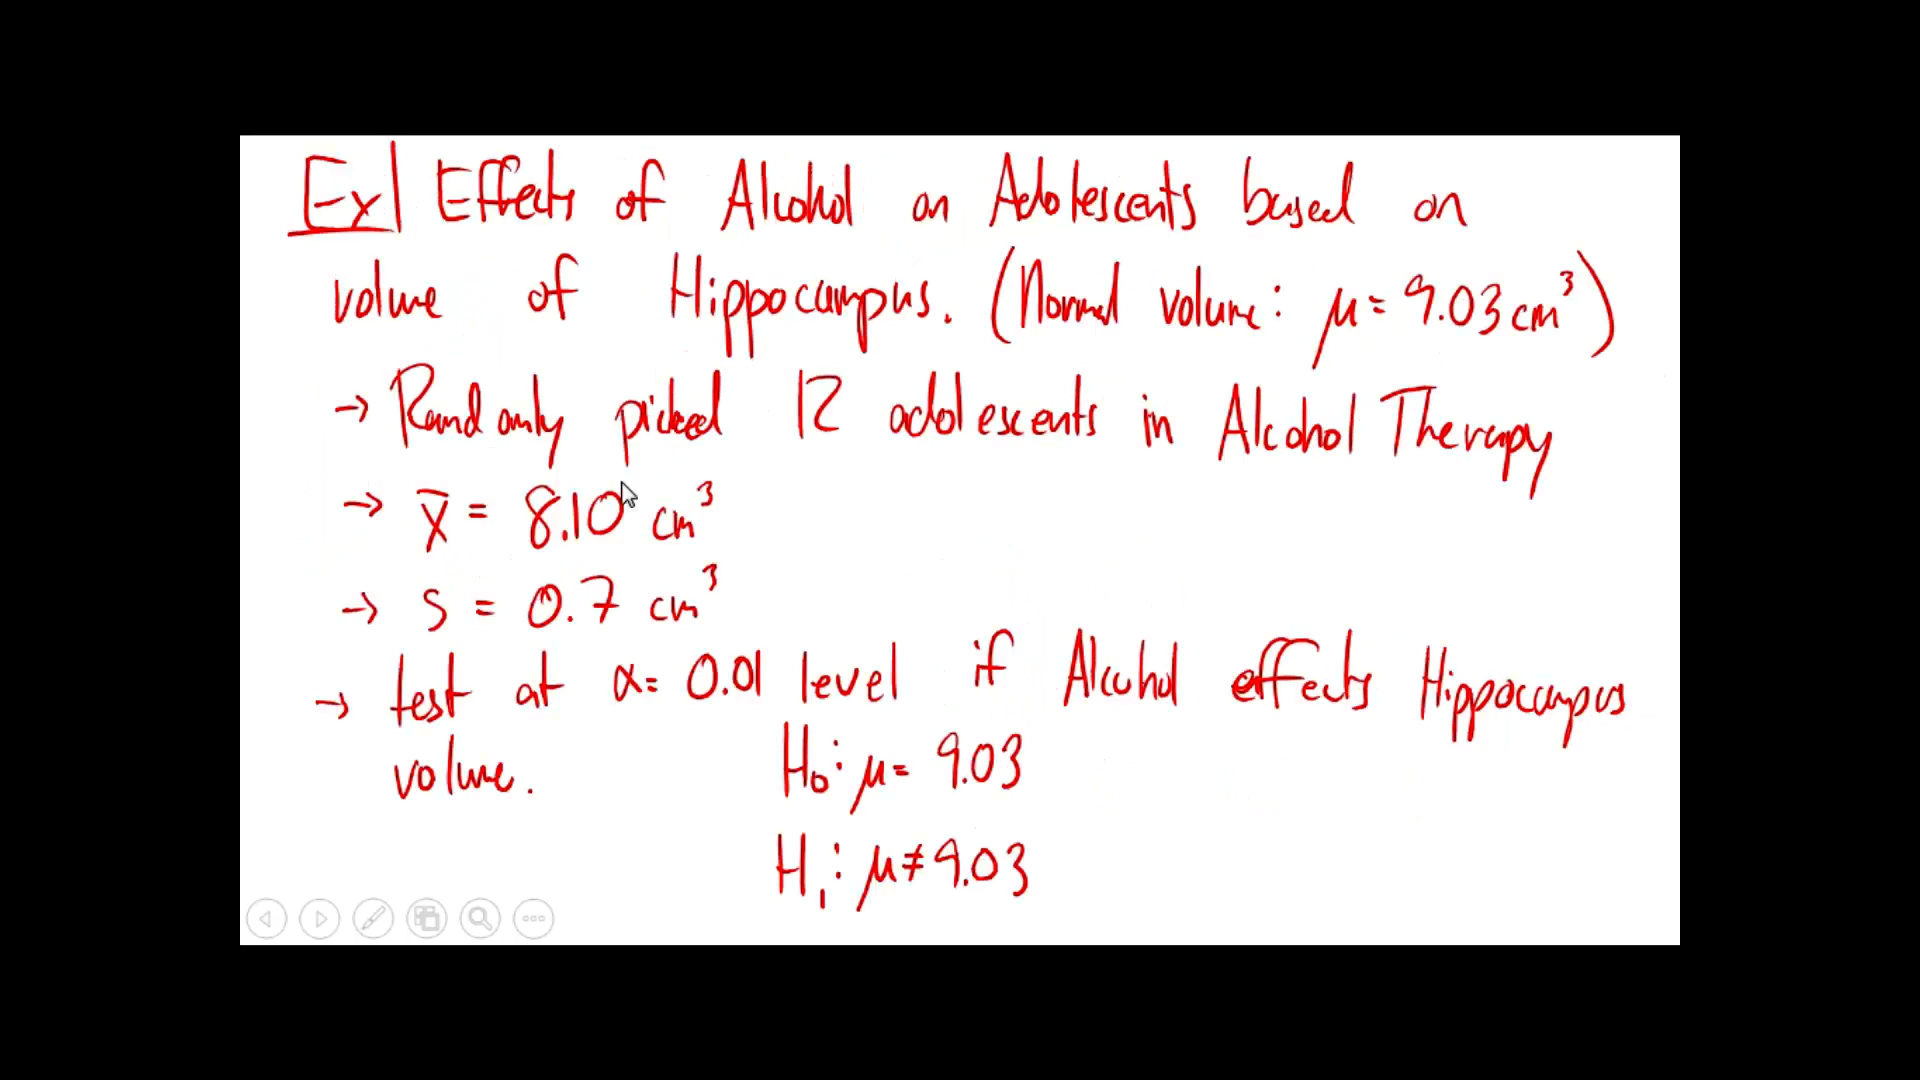 Ex| Effects of Alcohol on Adolescents based on
volume of Hippocampus. (Normal volume: μ= 9.03 cm³)
→ Randomly picked 12 adolescents in Alcohol Therapy
→ x̄ = 8.10 cm³
→ s = 0.7 cm³
→ test at α= 0.01 level if Alcohol effects Hippocampus
volume.
H₀: μ= 9.03
H₁: μ≠9.03